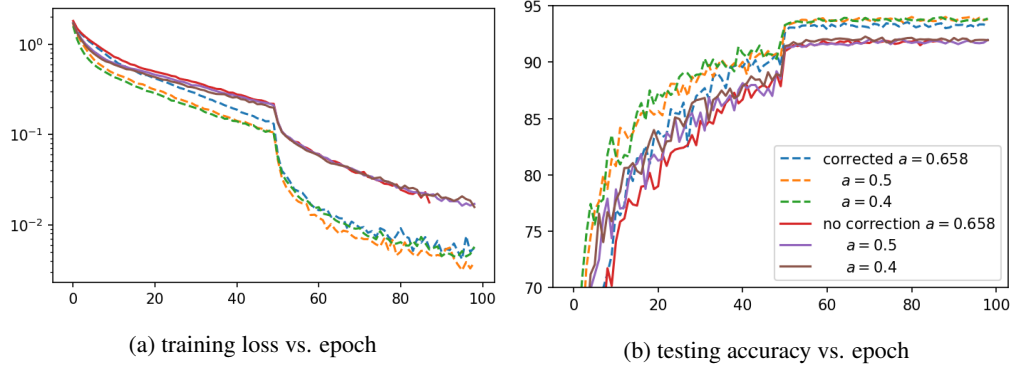 10⁰
10⁻¹
10⁻²
0 20 40 60 80 100
(a) training loss vs. epoch
95
90
85
80
75
70
0 20 40 60 80 100
corrected a = 0.658
a = 0.5
a = 0.4
no correction a = 0.658
a = 0.5
a = 0.4
(b) testing accuracy vs. epoch